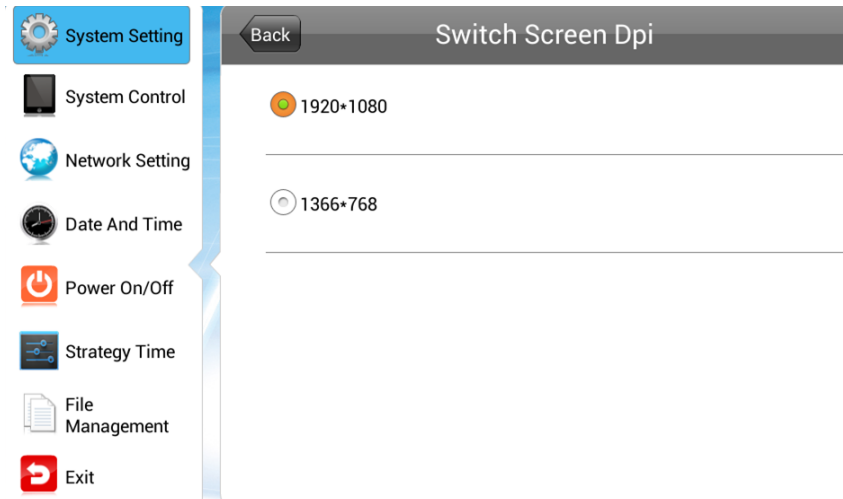 System Setting
System Control
Network Setting
Date And Time
Power On/Off
Strategy Time
File
Management
Exit
Back
Switch Screen Dpi
1920*1080
1366*768